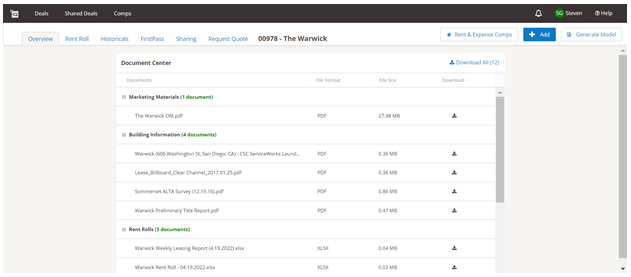 Deals Shared Deals Comps SG Steven Help
Overview Rent Roll Historicals FirstPass Sharing Request Quote 00978 - The Warwick Rent & Expense Comps Add Generate Model
Document Center Download All (12)
Documents File Format File Size Download
Marketing Materials (1 document)
The Warwick OM.pdf PDF 27.98 MB
Building Information (4 documents)
Warwick (606 Washington St, San Diego, CA) - CSC ServiceWorks Laund... PDF 0.36 MB
Lease_Billboard_Clear Channel_2017.01.25.pdf PDF 0.36 MB
Sommerset ALTA Survey (12.19.16).pdf PDF 0.86 MB
Warwick Preliminary Title Report.pdf PDF 0.47 MB
Rent Rolls (3 documents)
Warwick Weekly Leasing Report (4.19.2022).xlsx XLSX 0.04 MB
Warwick Rent Roll - 04.19.2022.xlsx XLSX 0.03 MB